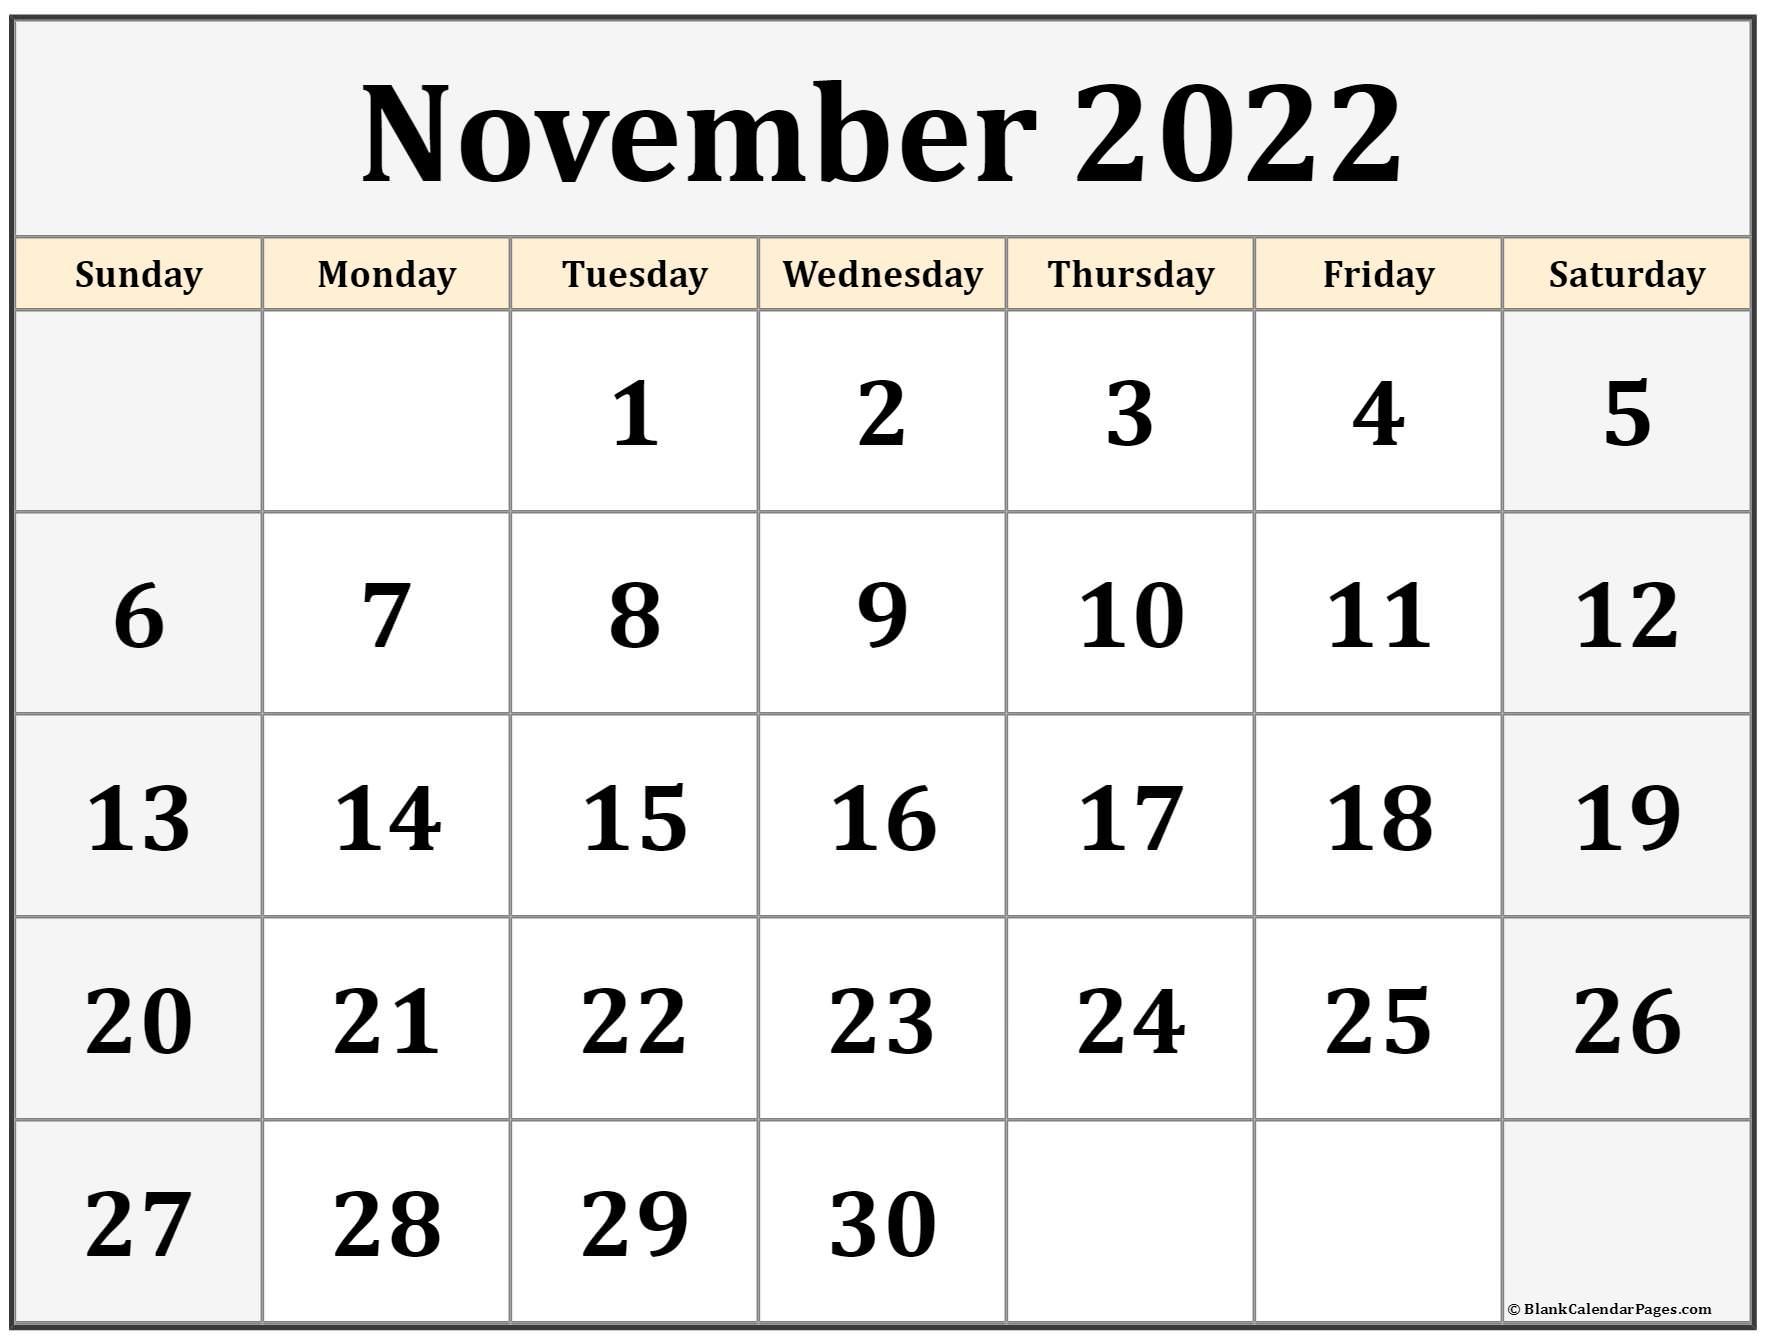 November 2022
Sunday Monday Tuesday Wednesday Thursday Friday Saturday
1 2 3 4 5
6 7 8 9 10 11 12
13 14 15 16 17 18 19
20 21 22 23 24 25 26
27 28 29 30
© BlankCalendarPages.com